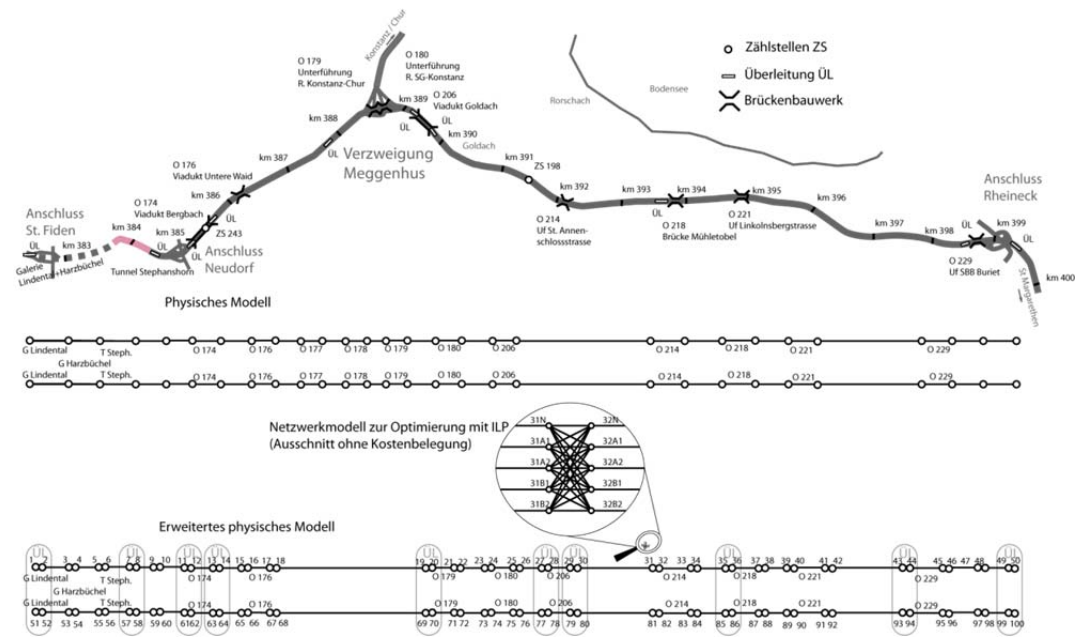 Konstanz / Chur
O 179
Unterführung
R. Konstanz-Chur
O 180
Unterführung
R. SG-Konstanz
km 389
O 206
Viadukt Goldach
ÜL
ÜL
km 388
ÜL
km 390
Goldach
Verzweigung
Meggenhus
Rorschach
Bodensee
Zählstellen ZS
Überleitung ÜL
Brückenbauwerk
O 176
Viadukt Untere Waid
km 387
km 386
km 391
ZS 198
O 174
Viadukt Bergbach
ÜL
ZS 243
km 392
km 393
km 394
km 395
km 396
ÜL
O 214
Uf St. Annen-
schlossstrasse
O 218
Brücke Mühletobel
O 221
Uf Linkolnsbergstrasse
km 397
km 398
Anschluss
Rheineck
ÜL
km 399
ÜL
O 229
Uf SBB Buriet
km 400
St Margarethen
Anschluss
St. Fiden
ÜL
km 383
km 384
ÜL
km 385
ÜL
Anschluss
Neudorf
Galerie
Lindental+Harzbüchel
Tunnel Stephanshorn
Physisches Modell
G Lindental T Steph. O 174 O 176 O 177 O 178 O 179 O 180 O 206 O 214 O 218 O 221 O 229
G Harzbüchel
G Lindental T Steph. O 174 O 176 O 177 O 178 O 179 O 180 O 206 O 214 O 218 O 221 O 229
Netzwerkmodell zur Optimierung mit ILP
(Ausschnitt ohne Kostenbelegung)
31N 32N
31A1 32A1
31A2 32A2
31B1 32B1
31B2 32B2
Erweitertes physisches Modell
ÜL ÜL ÜL ÜL ÜL ÜL ÜL ÜL ÜL ÜL
1 2 3 4 5 6 7 8 9 10 11 12 13 14 15 16 17 18 19 20 21 22 23 24 25 26 27 28 29 30 31 32 33 34 35 36 37 38 39 40 41 42 43 44 45 46 47 48 49 50
G Lindental T Steph. O 174 O 176 O 179 O 180 O 206 O 214 O 218 O 221 O 229
G Harzbüchel
G Lindental T Steph. O 174 O 176 O 179 O 180 O 206 O 214 O 218 O 221 O 229
51 52 53 54 55 56 57 58 59 60 61 62 63 64 65 66 67 68 69 70 71 72 73 74 75 76 77 78 79 80 81 82 83 84 85 86 87 88 89 90 91 92 93 94 95 96 97 98 99 100